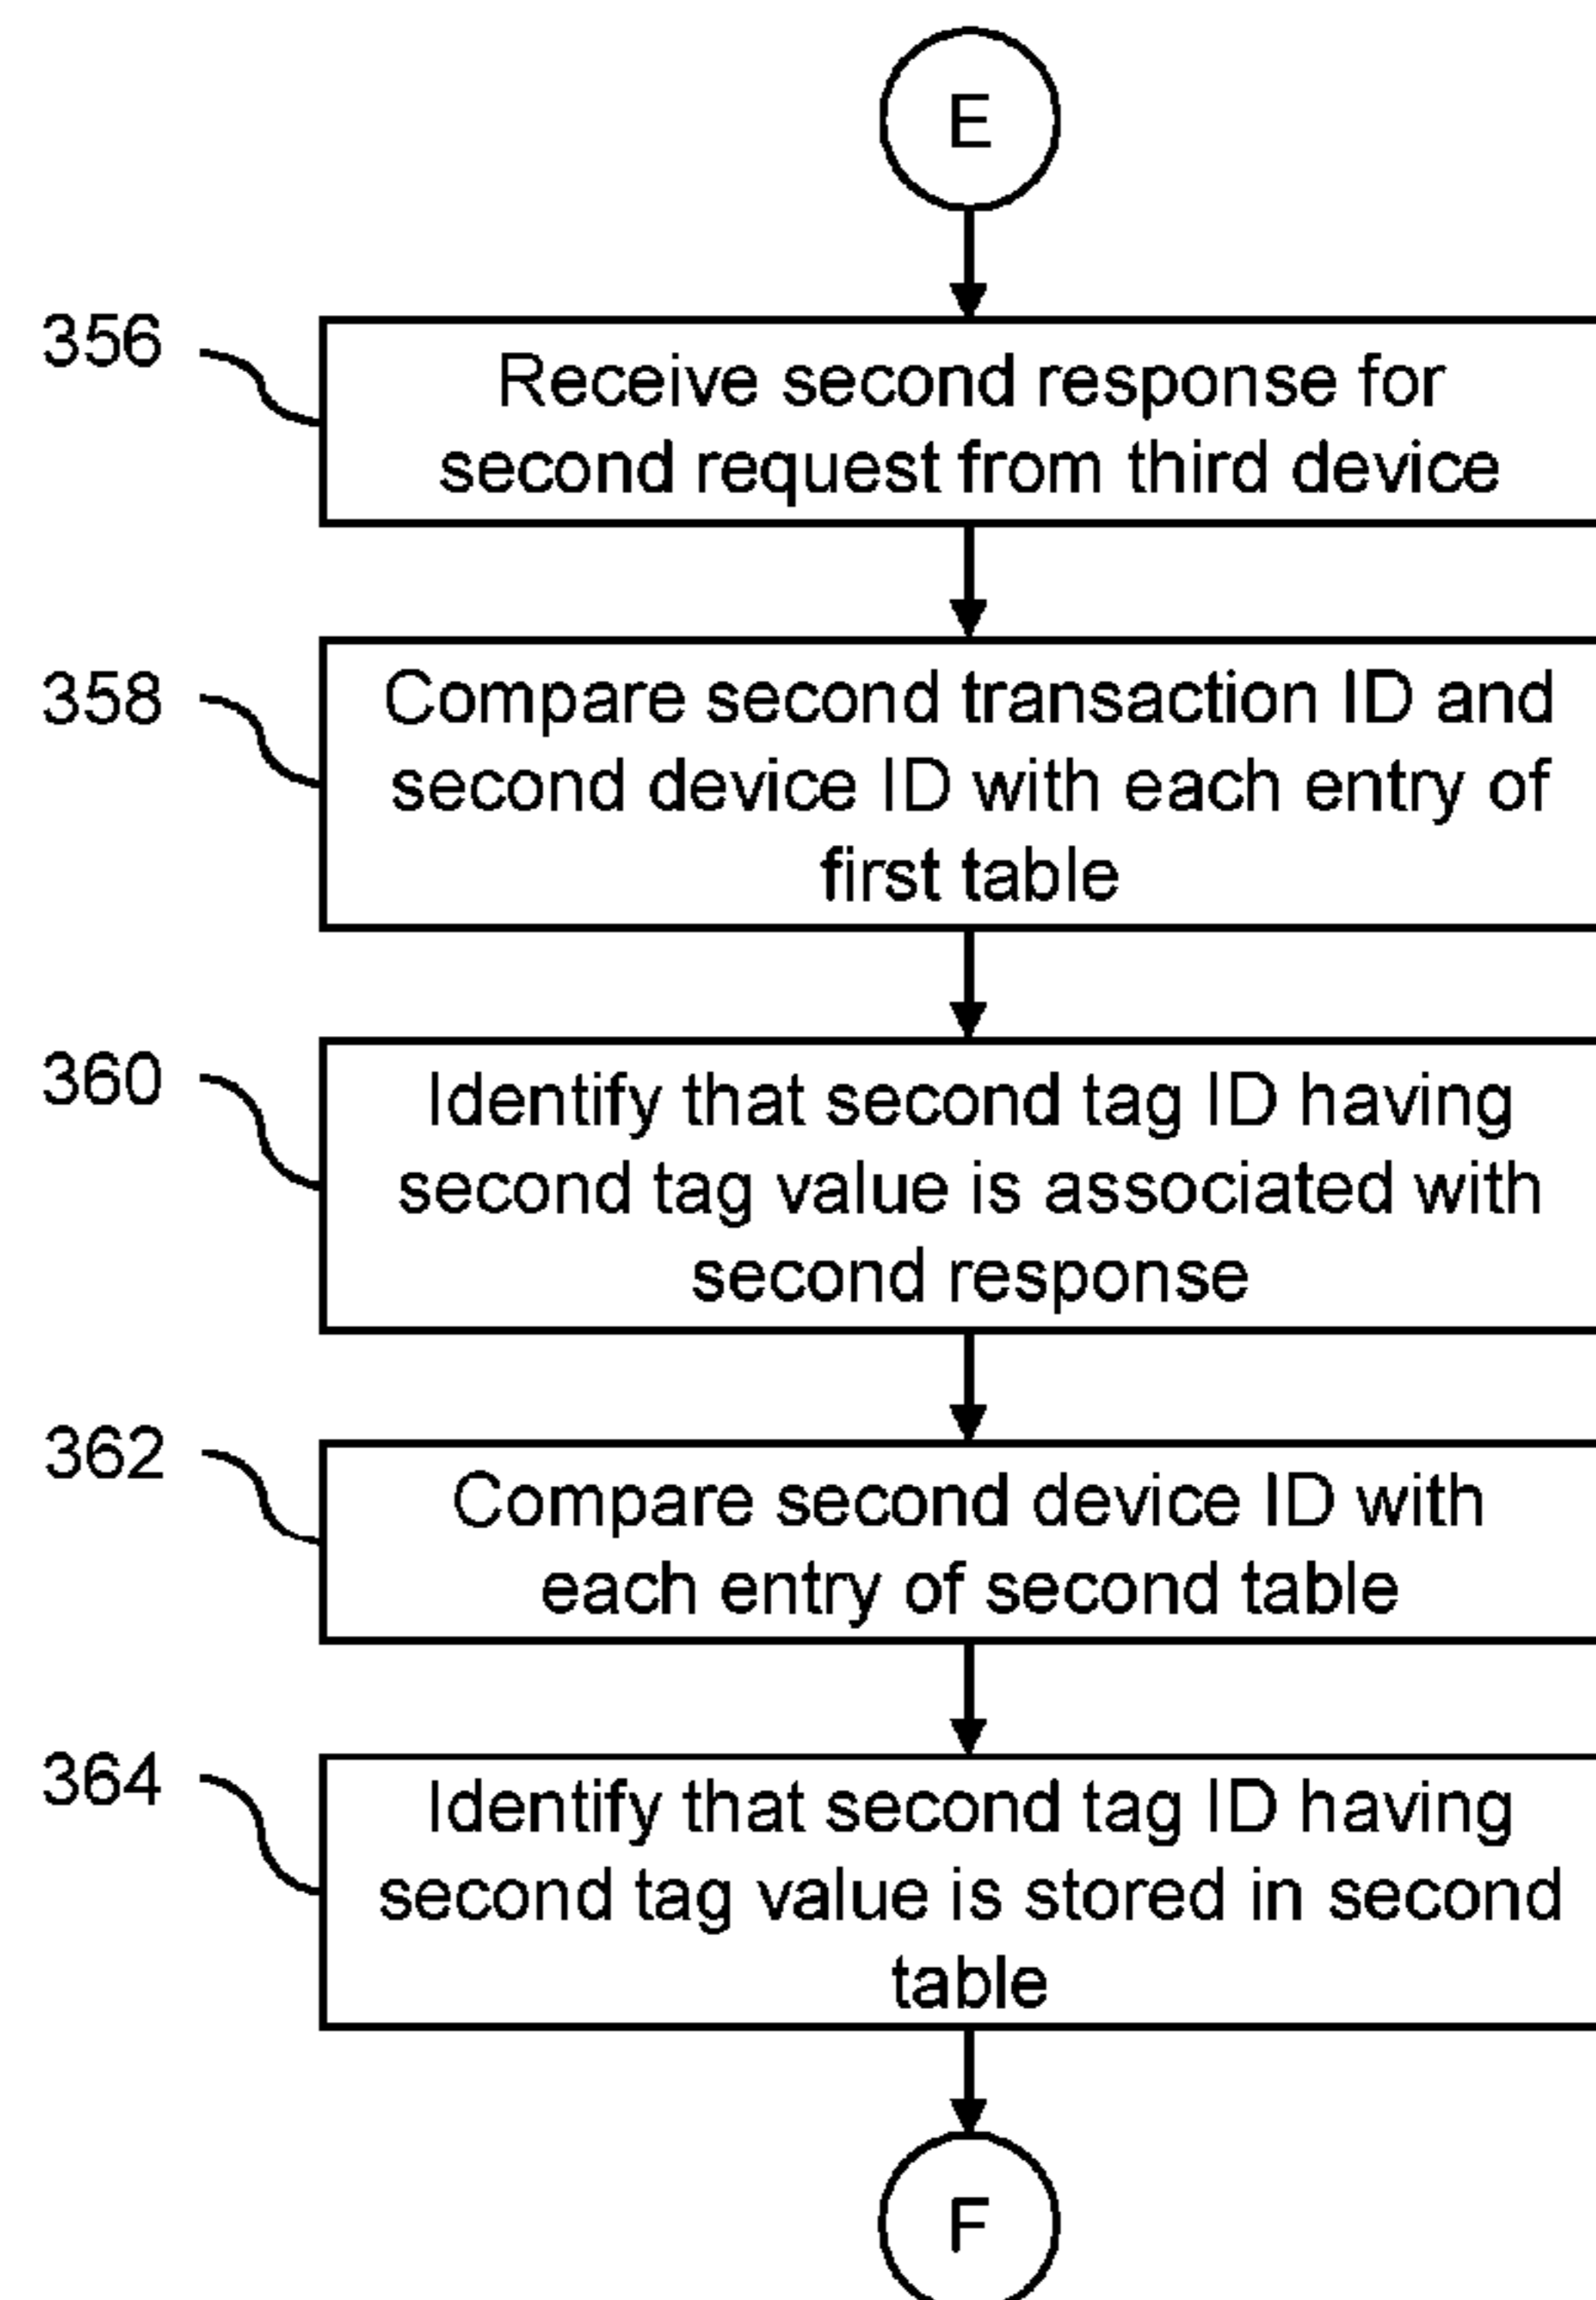 E
356
Receive second response for
second request from third device
358
Compare second transaction ID and
second device ID with each entry of
first table
360
Identify that second tag ID having
second tag value is associated with
second response
362
Compare second device ID with
each entry of second table
364
Identify that second tag ID having
second tag value is stored in second
table
F